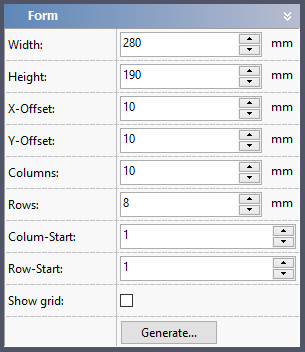 Form
Width: 280 mm
Height: 190 mm
X-Offset: 10 mm
Y-Offset: 10 mm
Columns: 10 mm
Rows: 8 mm
Colum-Start: 1
Row-Start: 1
Show grid:
Generate...